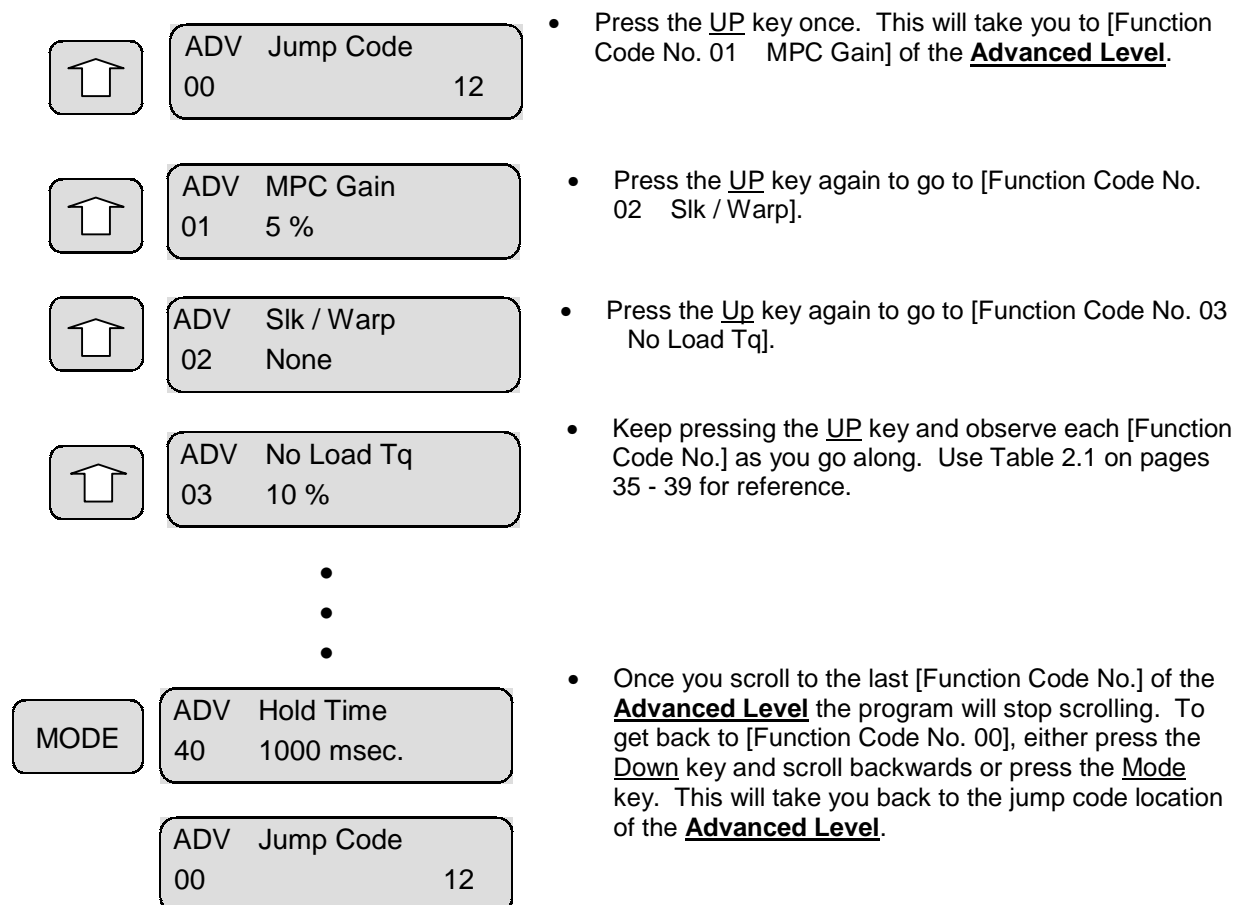 ADV Jump Code
00 12
• Press the UP key once. This will take you to [Function
Code No. 01 MPC Gain] of the Advanced Level.
ADV MPC Gain
01 5 %
• Press the UP key again to go to [Function Code No.
02 Slk / Warp].
ADV Slk / Warp
02 None
• Press the Up key again to go to [Function Code No. 03
No Load Tq].
ADV No Load Tq
03 10 %
• Keep pressing the UP key and observe each [Function
Code No.] as you go along. Use Table 2.1 on pages
35 - 39 for reference.
•
•
•
MODE
ADV Hold Time
40 1000 msec.
• Once you scroll to the last [Function Code No.] of the
Advanced Level the program will stop scrolling. To
get back to [Function Code No. 00], either press the
Down key and scroll backwards or press the Mode
key. This will take you back to the jump code location
of the Advanced Level.
ADV Jump Code
00 12